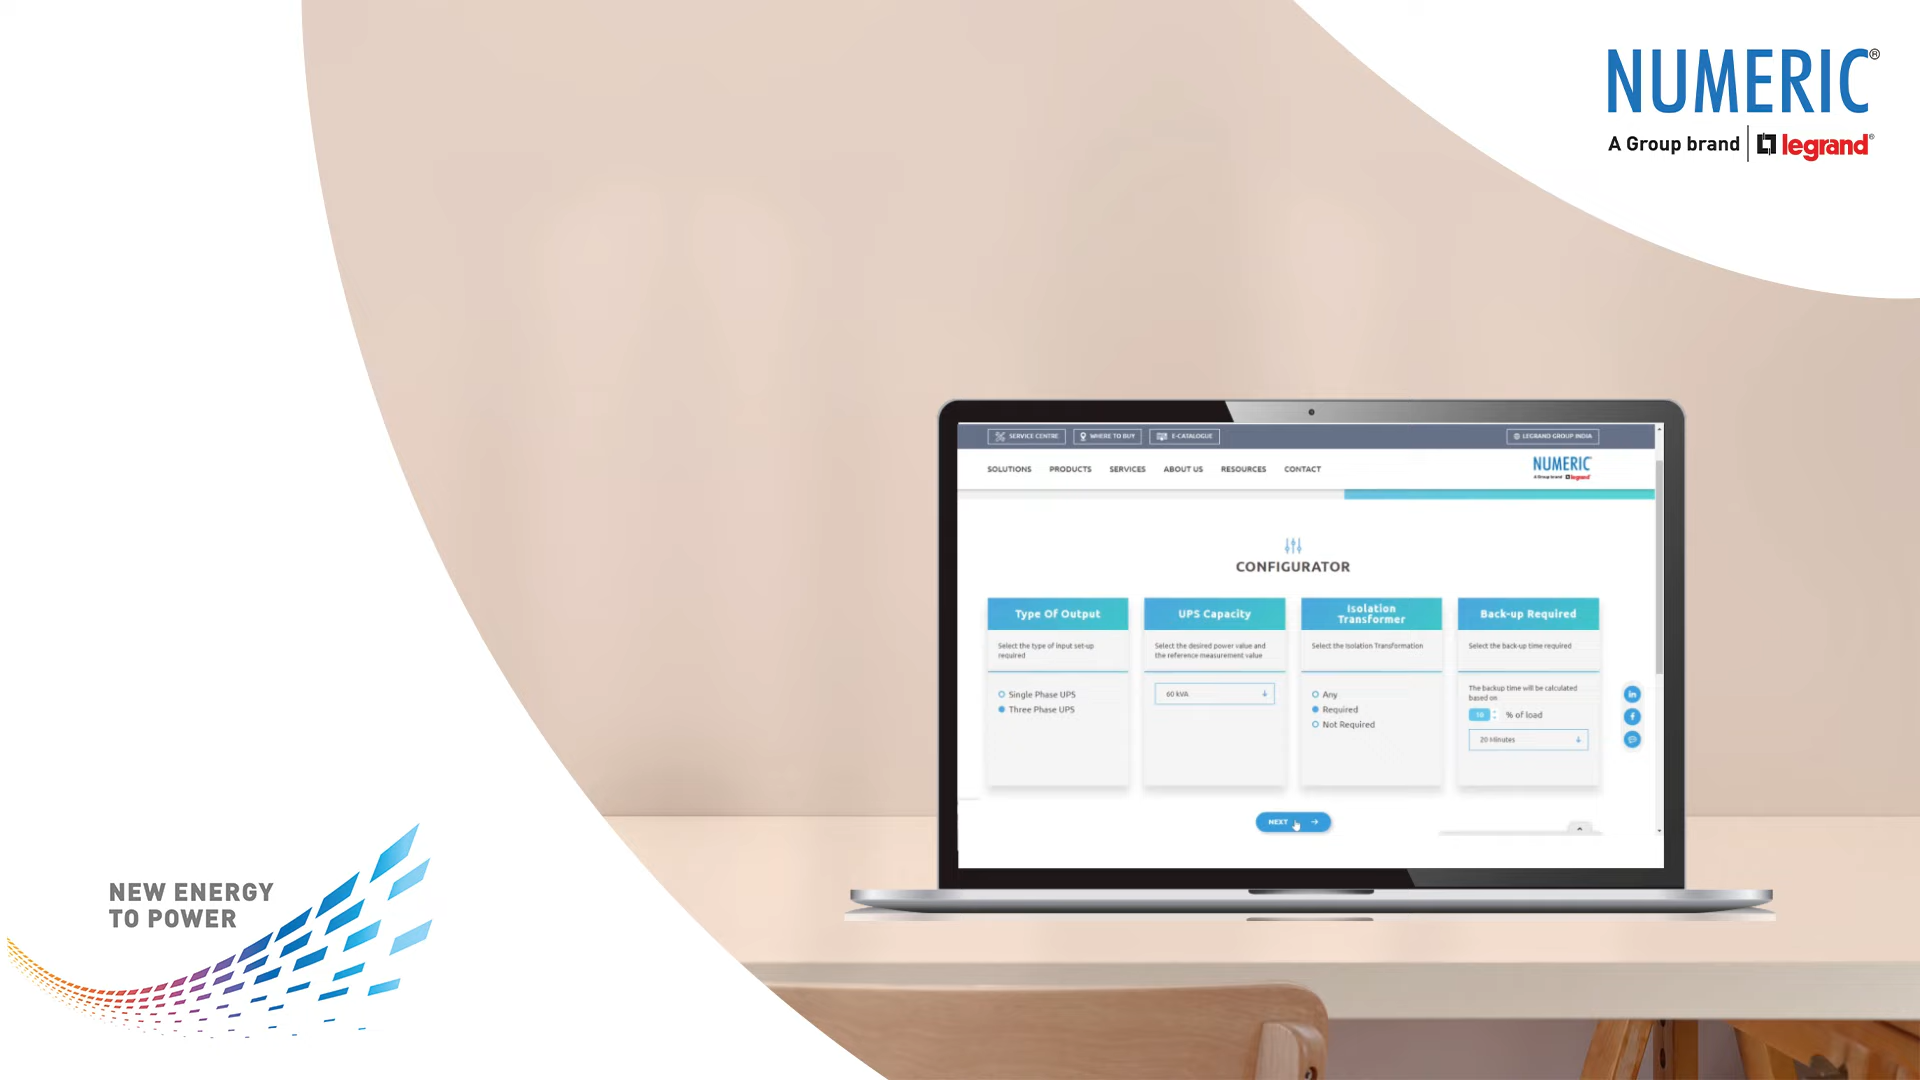 NUMERIC®
A Group brand | legrand®
SERVICE CENTRE
WHERE TO BUY
E-CATALOGUE
LEGRAND GROUP INDIA
SOLUTIONS
PRODUCTS
SERVICES
ABOUT US
RESOURCES
CONTACT
NUMERIC
A Group brand legrand
CONFIGURATOR
Type Of Output
Select the type of input set-up
required
Single Phase UPS
Three Phase UPS
UPS Capacity
Select the desired power value and
the reference measurement value
60 kVA
Isolation
Transformer
Select the Isolation Transformation
Any
Required
Not Required
Back-up Required
Select the back-up time required
The backup time will be calculated
based on
10 % of load
20 Minutes
NEXT
NEW ENERGY
TO POWER